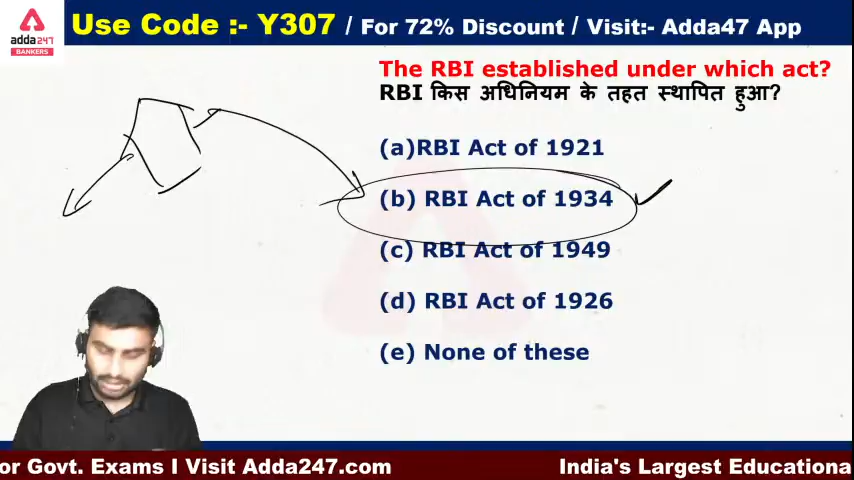 adda247
BANKERS
Use Code :- Y307 / For 72% Discount / Visit:- Adda47 App
The RBI established under which act?
RBI किस अधिनियम के तहत स्थापित हुआ?
(a)RBI Act of 1921
(b) RBI Act of 1934
(c) RBI Act of 1949
(d) RBI Act of 1926
(e) None of these
or Govt. Exams I Visit Adda247.com
India's Largest Educationa